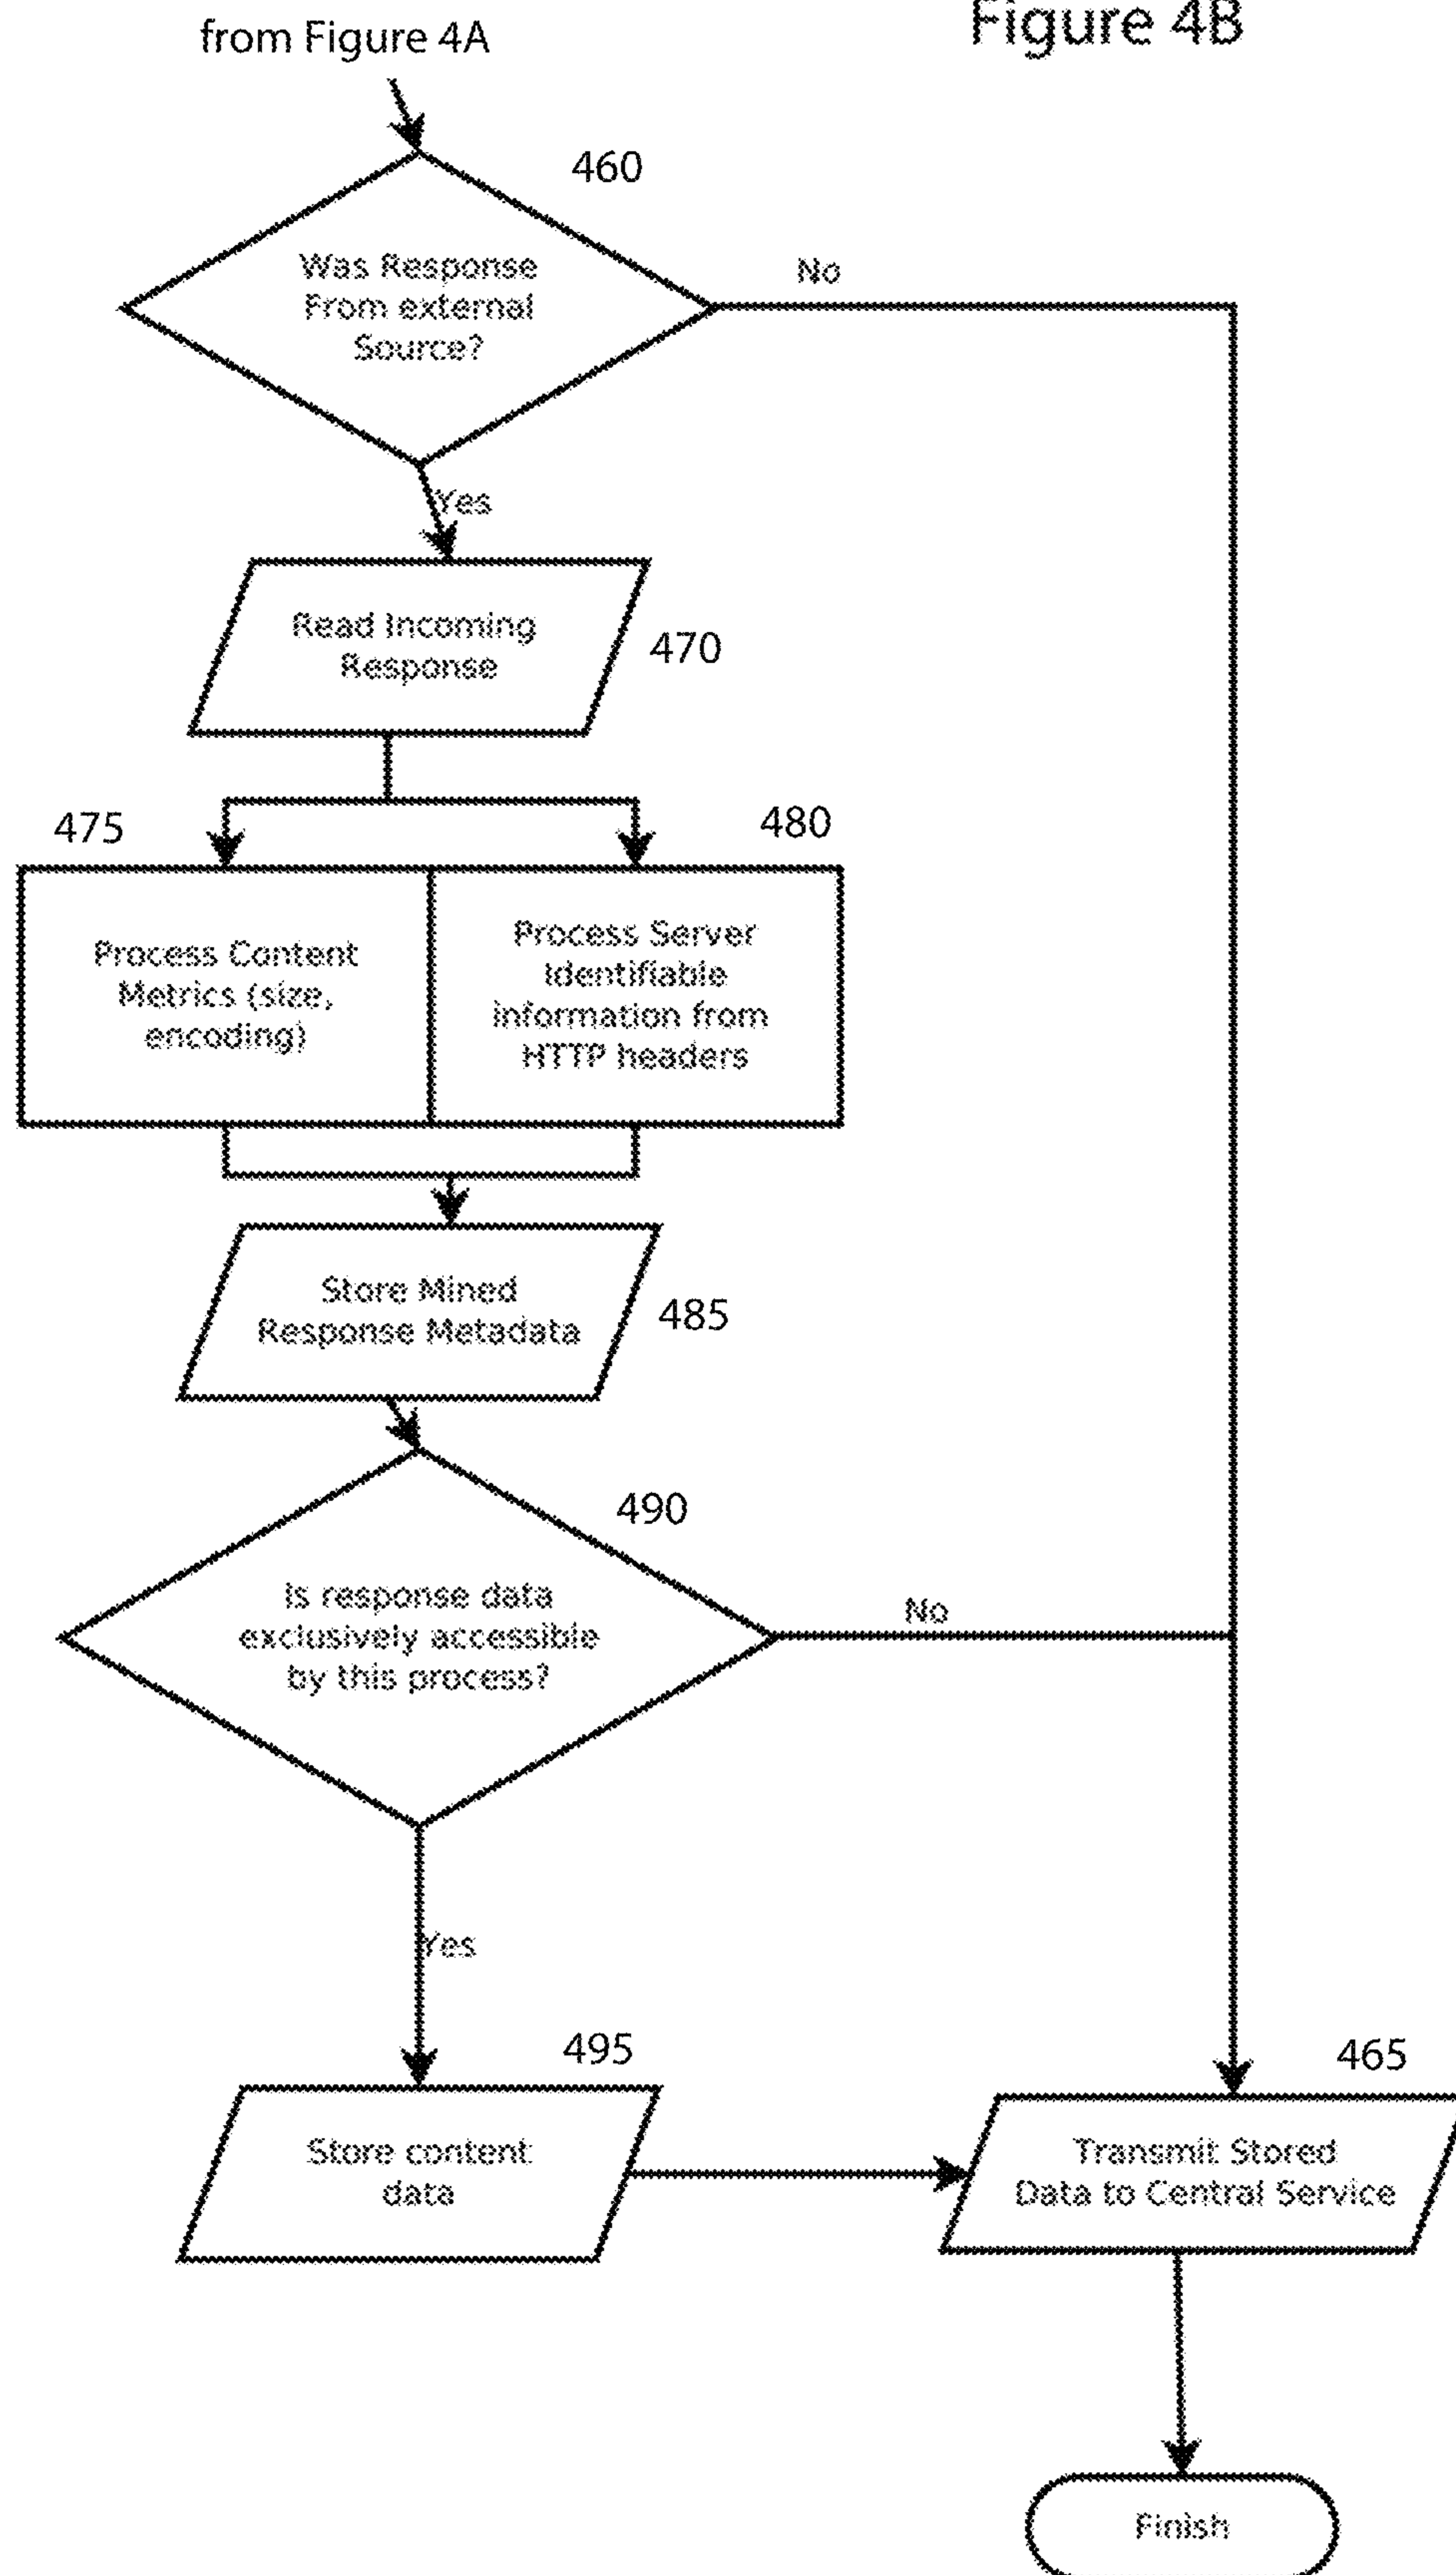 from Figure 4A
Figure 4B
460
Was Response
From external
Source?
No
Yes
Read Incoming
Response
470
475
480
Process Content
Metrics (size,
encoding)
Process Server
Identifiable
information from
HTTP headers
Store Mined
Response Metadata
485
490
Is response data
exclusively accessible
by this process?
No
Yes
495
465
Store content
data
Transmit Stored
Data to Central Service
Finish